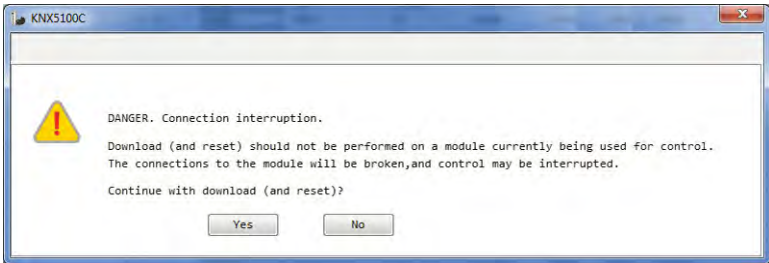 KNX5100C
DANGER. Connection interruption.
Download (and reset) should not be performed on a module currently being used for control.
The connections to the module will be broken,and control may be interrupted.
Continue with download (and reset)?
Yes No